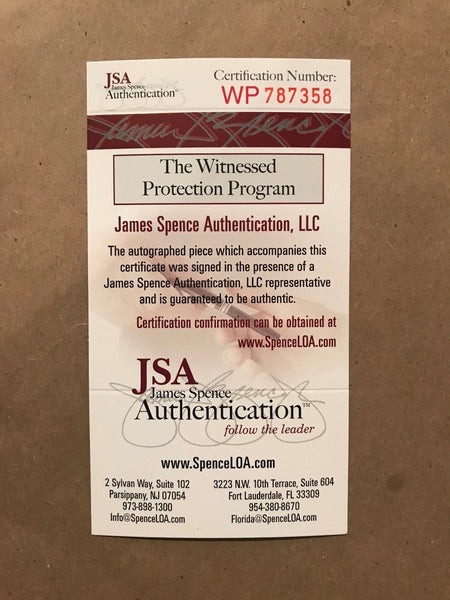 JSA
James Spence
Authentication™
Certification Number:
WP 787358
James Spence
The Witnessed
Protection Program
James Spence Authentication, LLC
The autographed piece which accompanies this
certificate was signed in the presence of a
James Spence Authentication, LLC representative
and is guaranteed to be authentic.
Certification confirmation can be obtained at
www.SpenceLOA.com
JSA
James Spence
Authentication™
follow the leader
www.SpenceLOA.com
2 Sylvan Way, Suite 102
Parsippany, NJ 07054
973-898-1300
Info@SpenceLOA.com
3223 N.W. 10th Terrace, Suite 604
Fort Lauderdale, FL 33309
954-380-8670
Florida@SpenceLOA.com